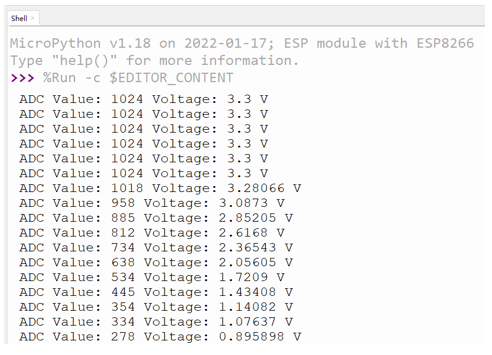 Shell
MicroPython v1.18 on 2022-01-17; ESP module with ESP8266
Type "help()" for more information.
>>> %Run -c $EDITOR_CONTENT
ADC Value: 1024 Voltage: 3.3 V
ADC Value: 1024 Voltage: 3.3 V
ADC Value: 1024 Voltage: 3.3 V
ADC Value: 1024 Voltage: 3.3 V
ADC Value: 1024 Voltage: 3.3 V
ADC Value: 1024 Voltage: 3.3 V
ADC Value: 1018 Voltage: 3.28066 V
ADC Value: 958 Voltage: 3.0873 V
ADC Value: 885 Voltage: 2.85205 V
ADC Value: 812 Voltage: 2.6168 V
ADC Value: 734 Voltage: 2.36543 V
ADC Value: 638 Voltage: 2.05605 V
ADC Value: 534 Voltage: 1.7209 V
ADC Value: 445 Voltage: 1.43408 V
ADC Value: 354 Voltage: 1.14082 V
ADC Value: 334 Voltage: 1.07637 V
ADC Value: 278 Voltage: 0.895898 V